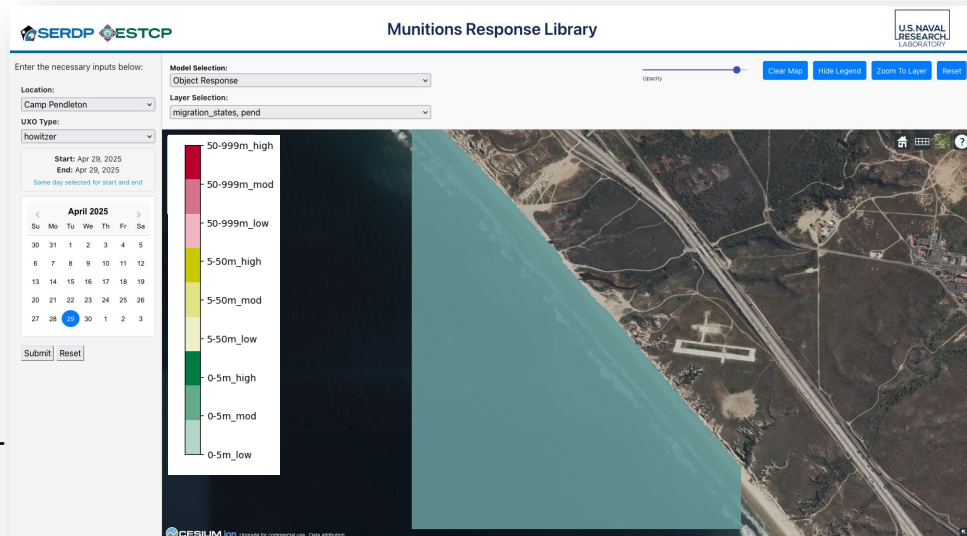 SERDP ESTCP
Munitions Response Library
U.S. NAVAL
RESEARCH
LABORATORY
Enter the necessary inputs below:
Location:
Camp Pendleton
UXO Type:
howitzer
Start: Apr 29, 2025
End: Apr 29, 2025
Same day selected for start and end
< April 2025 >
Su Mo Tu We Th Fr Sa
30 31 1 2 3 4 5
6 7 8 9 10 11 12
13 14 15 16 17 18 19
20 21 22 23 24 25 26
27 28 29 30 1 2 3
Submit Reset
Model Selection:
Object Response
Layer Selection:
migration_states, pend
Opacity
Clear Map Hide Legend Zoom To Layer Reset
?
50-999m_high
50-999m_mod
50-999m_low
5-50m_high
5-50m_mod
5-50m_low
0-5m_high
0-5m_mod
0-5m_low
CESIUM ion Upgrade for commercial use. Data attribution